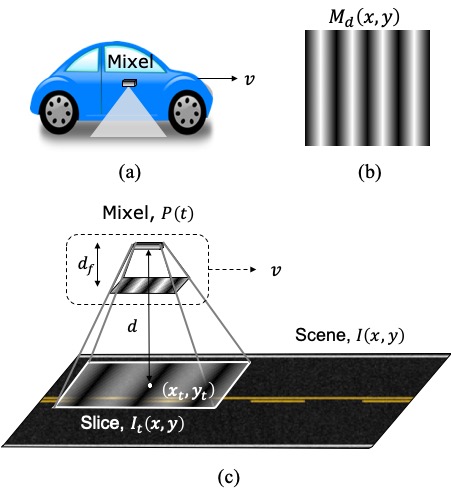 Mixel
v
(a)
M_d(x, y)
(b)
Mixel, P(t)
d_f
v
d
Scene, I(x, y)
(x_t, y_t)
Slice, I_t(x, y)
(c)